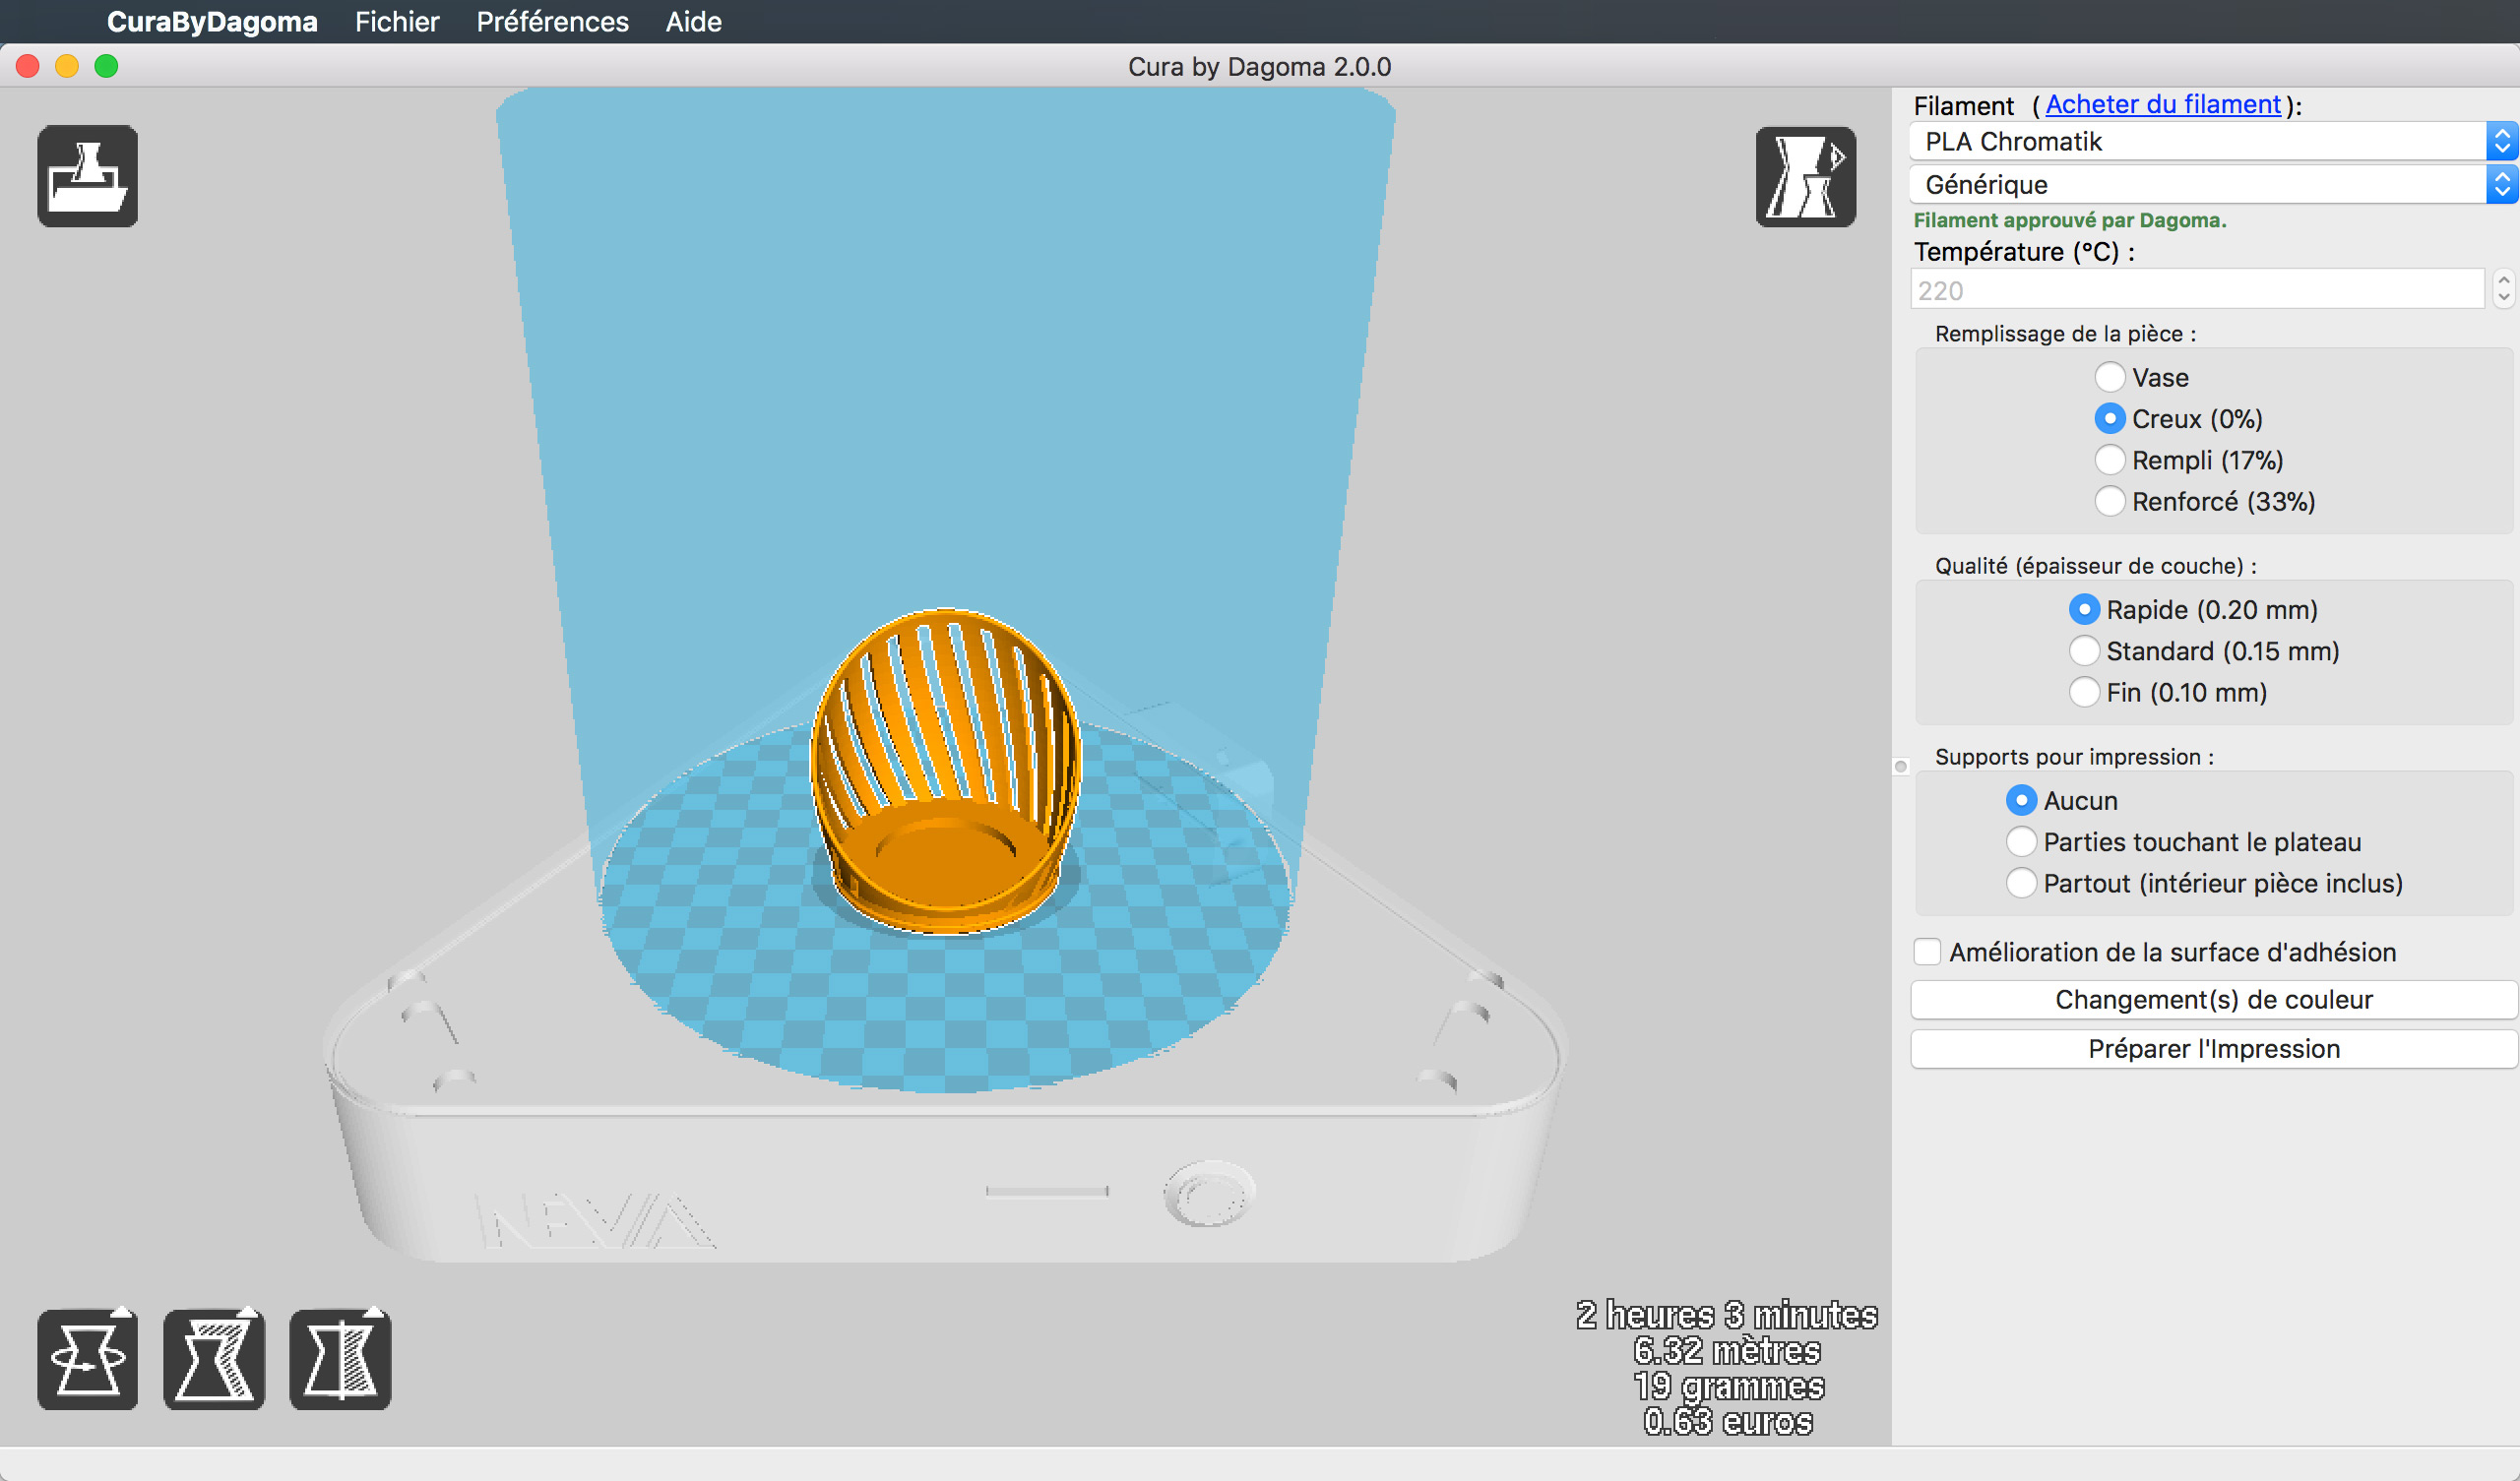 CuraByDagoma Fichier Préférences Aide
Cura by Dagoma 2.0.0
Filament ( Acheter du filament ):
PLA Chromatik
Générique
Filament approuvé par Dagoma.
Température (°C) :
220
Remplissage de la pièce :
Vase
Creux (0%)
Rempli (17%)
Renforcé (33%)
Qualité (épaisseur de couche) :
Rapide (0.20 mm)
Standard (0.15 mm)
Fin (0.10 mm)
Supports pour impression :
Aucun
Parties touchant le plateau
Partout (intérieur pièce inclus)
Amélioration de la surface d'adhésion
Changement(s) de couleur
Préparer l'Impression
NEVA
2 heures 3 minutes
6.32 mètres
19 grammes
0.63 euros